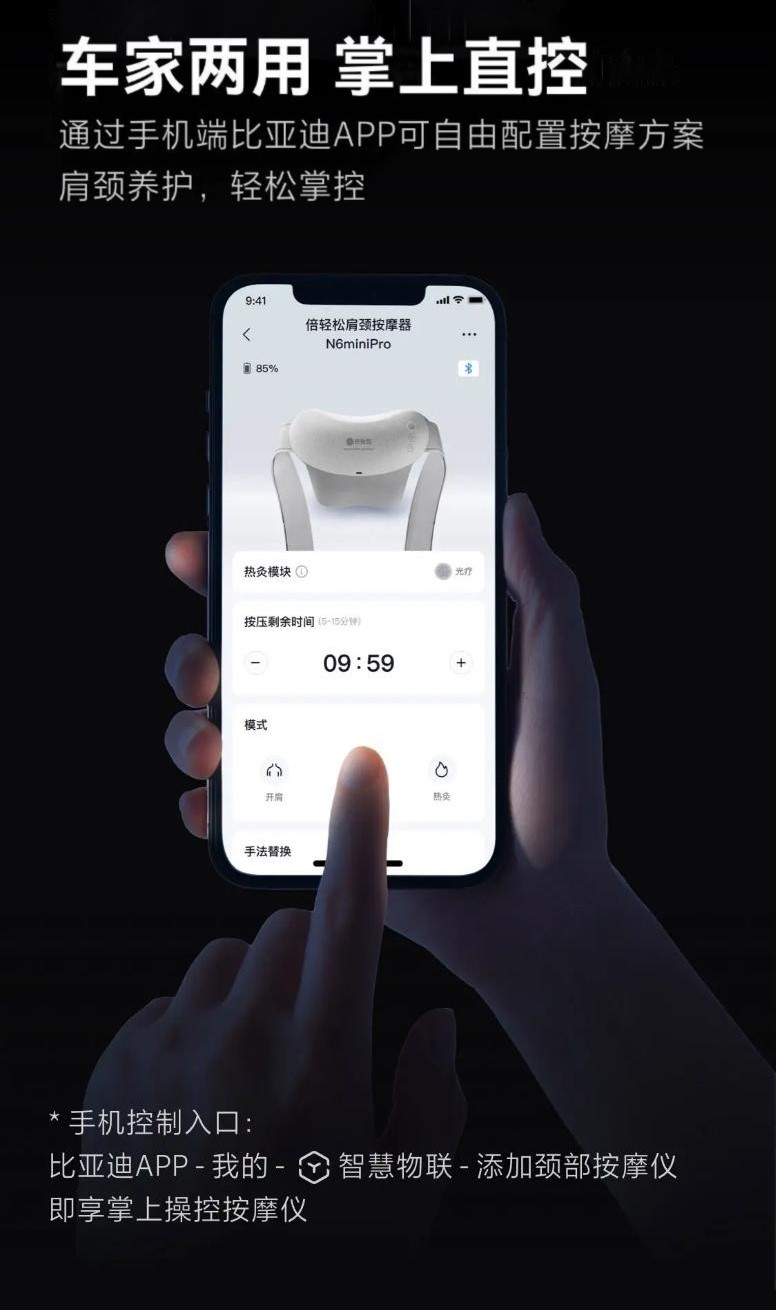 车家两用 掌上直控
通过手机端比亚迪APP可自由配置按摩方案
肩颈养护，轻松掌控
9:41
倍轻松肩颈按摩器
N6miniPro
85%
热灸模块
光疗
按压剩余时间 (5-15分钟)
09:59
模式
开肩
热灸
手法替换
* 手机控制入口：
比亚迪APP - 我的 - 智慧物联 - 添加颈部按摩仪
即享掌上操控按摩仪